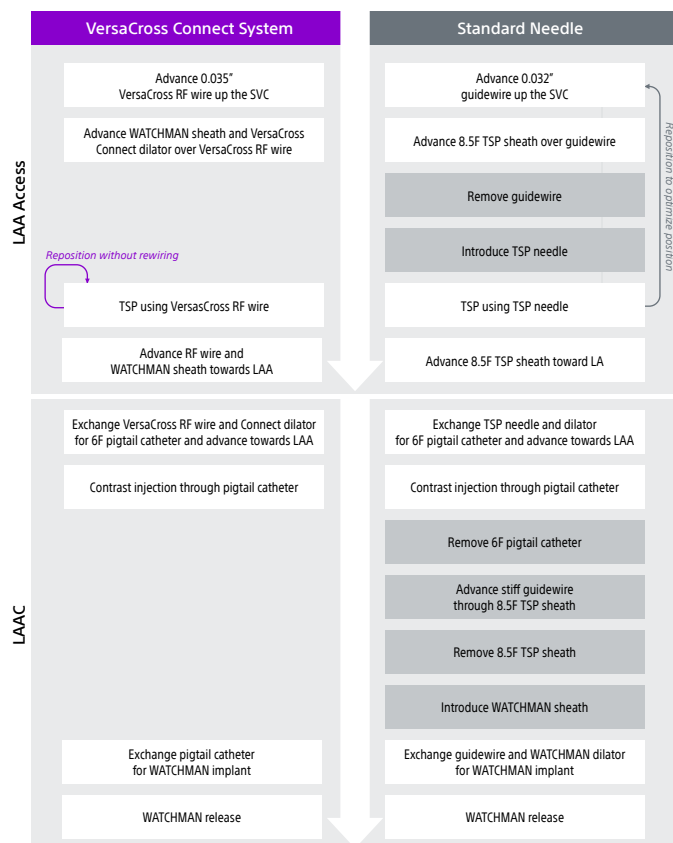 VersaCross Connect System
Standard Needle
LAA Access
Advance 0.035″
VersaCross RF wire up the SVC
Advance WATCHMAN sheath and VersaCross
Connect dilator over VersaCross RF wire
Reposition without rewiring
TSP using VersasCross RF wire
Advance RF wire and
WATCHMAN sheath towards LAA
Advance 0.032″
guidewire up the SVC
Advance 8.5F TSP sheath over guidewire
Remove guidewire
Introduce TSP needle
TSP using TSP needle
Advance 8.5F TSP sheath toward LA
Reposition to optimize position
LAAC
Exchange VersaCross RF wire and Connect dilator
for 6F pigtail catheter and advance towards LAA
Contrast injection through pigtail catheter
Exchange pigtail catheter
for WATCHMAN implant
WATCHMAN release
Exchange TSP needle and dilator
for 6F pigtail catheter and advance towards LAA
Contrast injection through pigtail catheter
Remove 6F pigtail catheter
Advance stiff guidewire
through 8.5F TSP sheath
Remove 8.5F TSP sheath
Introduce WATCHMAN sheath
Exchange guidewire and WATCHMAN dilator
for WATCHMAN implant
WATCHMAN release